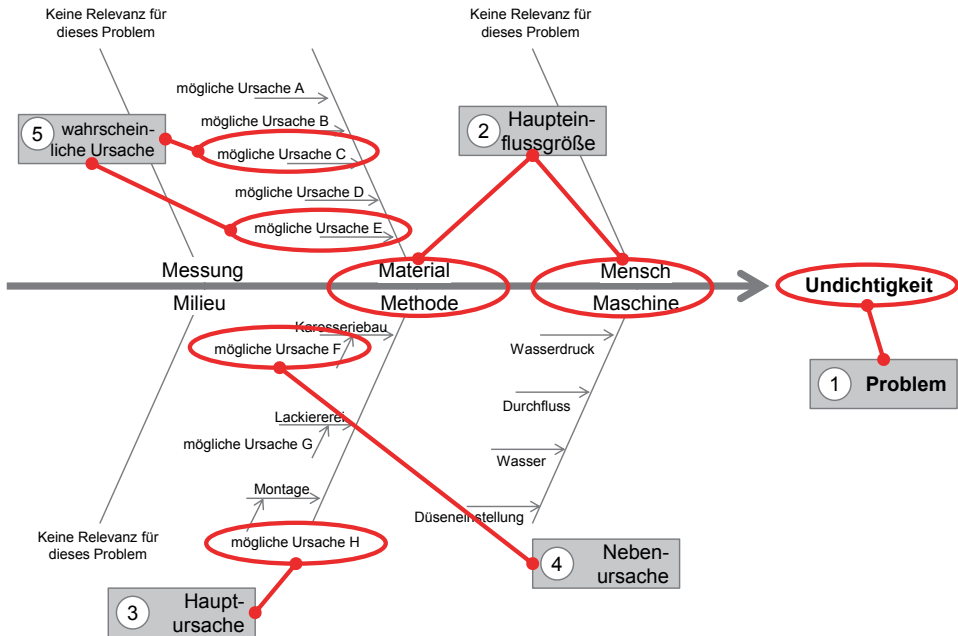 Keine Relevanz für
dieses Problem
Keine Relevanz für
dieses Problem
mögliche Ursache A
5
wahrschein-
liche Ursache
mögliche Ursache B
mögliche Ursache C
mögliche Ursache D
mögliche Ursache E
2
Hauptein-
flussgröße
Messung
Material
Mensch
Milieu
Methode
Maschine
Undichtigkeit
1
Problem
Karosseriebau
mögliche Ursache F
Lackiererei
mögliche Ursache G
Montage
mögliche Ursache H
Wasserdruck
Durchfluss
Wasser
Düseneinstellung
Keine Relevanz für
dieses Problem
4
Neben-
ursache
3
Haupt-
ursache